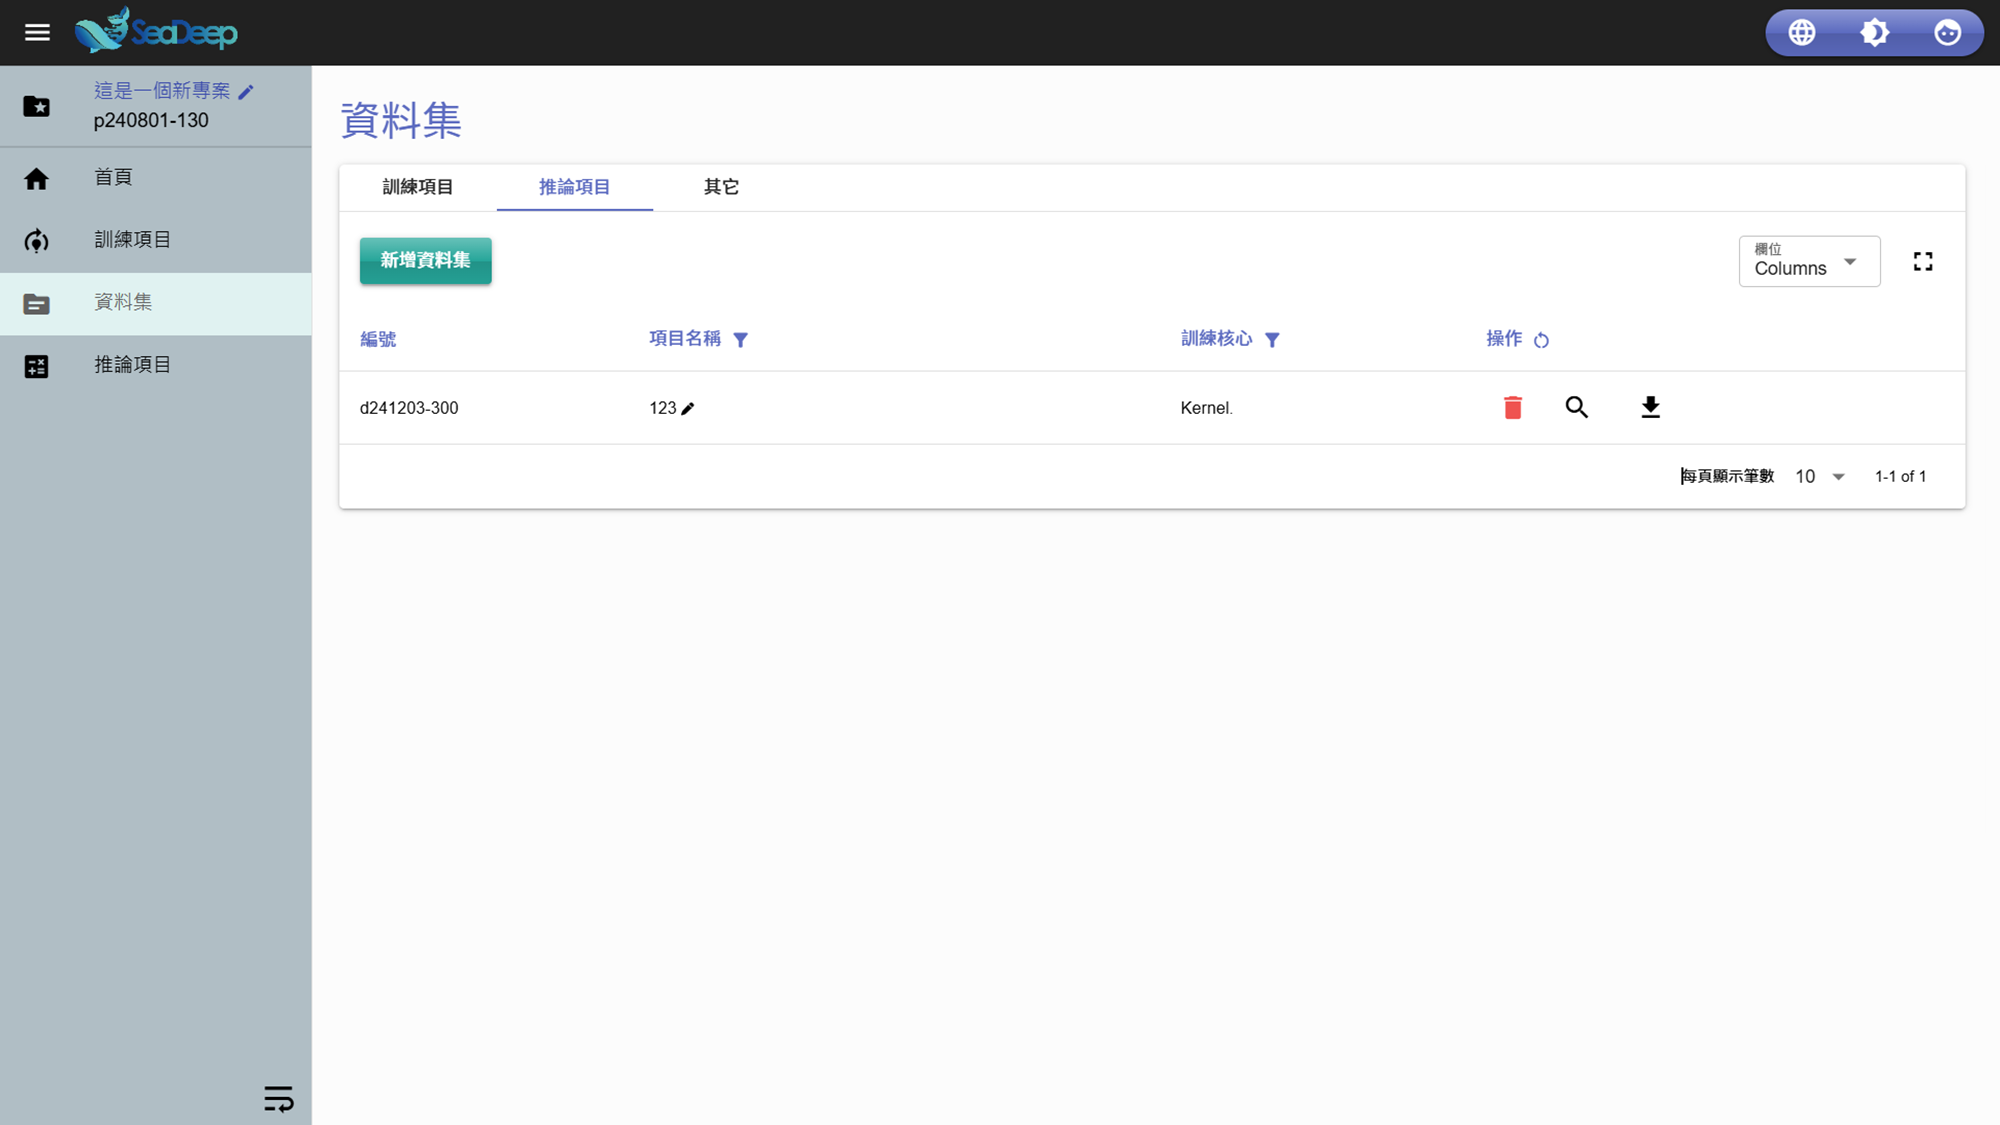 SeaDeep
這是一個新專案
p240801-130
首頁
訓練項目
資料集
推論項目
資料集
訓練項目
推論項目
其它
新增資料集
欄位
Columns
編號
項目名稱
訓練核心
操作
d241203-300
123
Kernel.
每頁顯示筆數
10
1-1 of 1